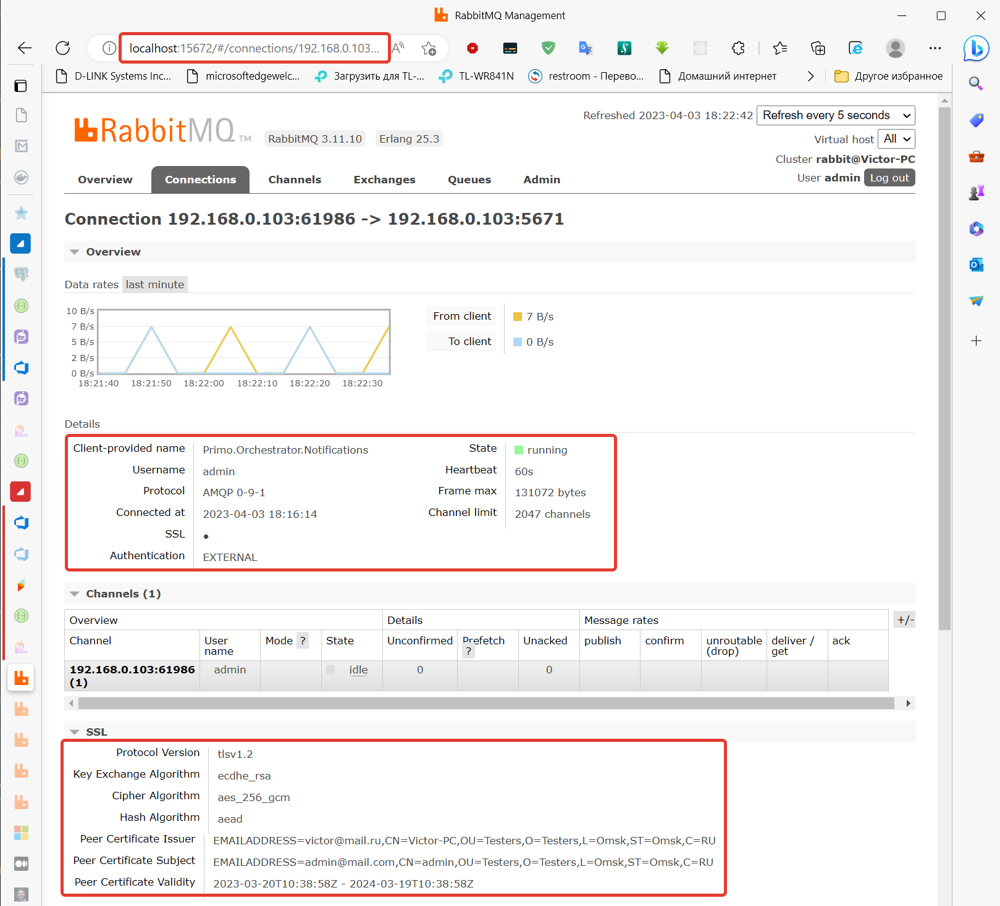 RabbitMQ Management
localhost:15672/#/connections/192.168.0.103...
D-LINK Systems Inc...
microsoftedgewelc...
Загрузить для TL-...
TL-WR841N
restroom - Перево...
Домашний интернет
Другое избранное
RabbitMQ TM
RabbitMQ 3.11.10
Erlang 25.3
Refreshed 2023-04-03 18:22:42
Refresh every 5 seconds
Virtual host All
Cluster rabbit@Victor-PC
User admin Log out
Overview Connections Channels Exchanges Queues Admin
Connection 192.168.0.103:61986 -> 192.168.0.103:5671
Overview
Data rates last minute
10 B/s
7 B/s
5 B/s
2 B/s
0 B/s
18:21:40 18:21:50 18:22:00 18:22:10 18:22:20 18:22:30
From client 7 B/s
To client 0 B/s
Details
Client-provided name Primo.Orchestrator.Notifications
Username admin
Protocol AMQP 0-9-1
Connected at 2023-04-03 18:16:14
SSL ●
Authentication EXTERNAL
State running
Heartbeat 60s
Frame max 131072 bytes
Channel limit 2047 channels
Channels (1)
Overview Details Message rates +/-
Channel User name Mode ? State Unconfirmed Prefetch ? Unacked publish confirm unroutable (drop) deliver / get ack
192.168.0.103:61986 (1) admin idle 0 0
SSL
Protocol Version tlsv1.2
Key Exchange Algorithm ecdhe_rsa
Cipher Algorithm aes_256_gcm
Hash Algorithm aead
Peer Certificate Issuer EMAILADDRESS=victor@mail.ru,CN=Victor-PC,OU=Testers,O=Testers,L=Omsk,ST=Omsk,C=RU
Peer Certificate Subject EMAILADDRESS=admin@mail.com,CN=admin,OU=Testers,O=Testers,L=Omsk,ST=Omsk,C=RU
Peer Certificate Validity 2023-03-20T10:38:58Z - 2024-03-19T10:38:58Z